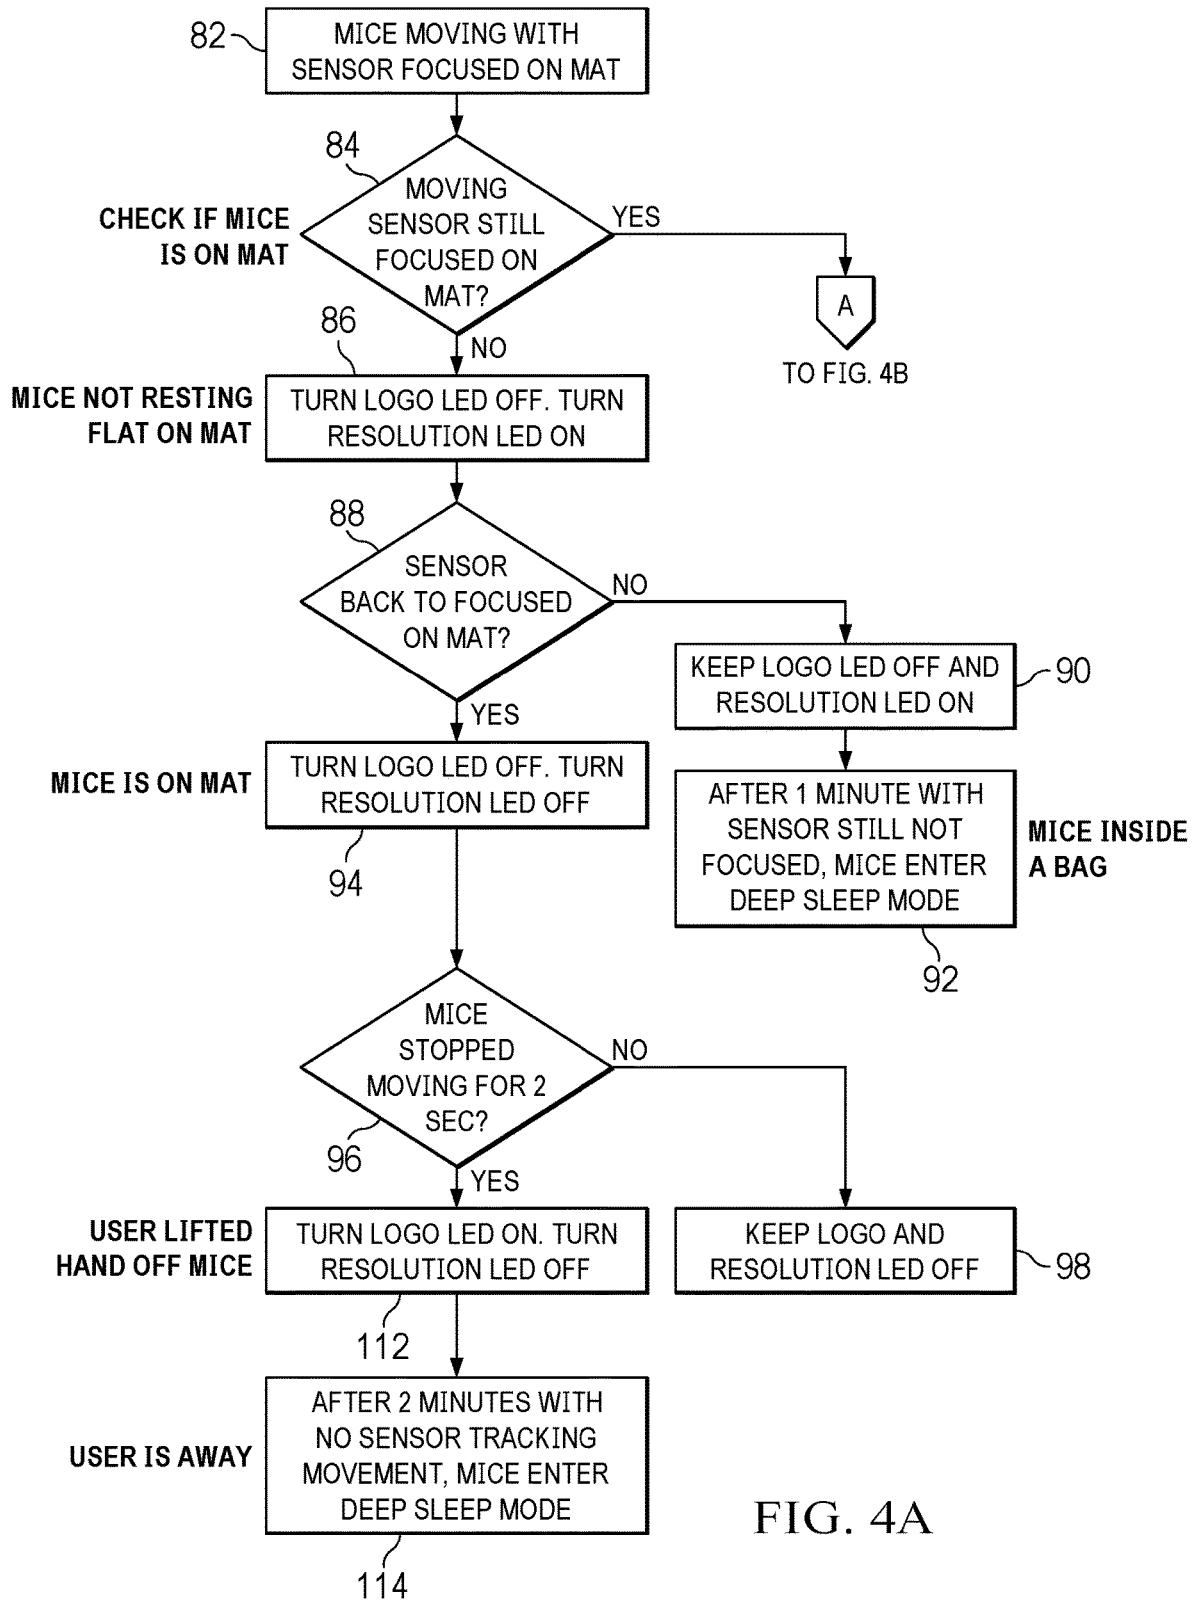 82
MICE MOVING WITH
SENSOR FOCUSED ON MAT
84
CHECK IF MICE
IS ON MAT
MOVING
SENSOR STILL
FOCUSED ON
MAT?
YES
A
TO FIG. 4B
NO
86
MICE NOT RESTING
FLAT ON MAT
TURN LOGO LED OFF. TURN
RESOLUTION LED ON
88
SENSOR
BACK TO FOCUSED
ON MAT?
NO
KEEP LOGO LED OFF AND
RESOLUTION LED ON
90
YES
MICE IS ON MAT
TURN LOGO LED OFF. TURN
RESOLUTION LED OFF
94
AFTER 1 MINUTE WITH
SENSOR STILL NOT
FOCUSED, MICE ENTER
DEEP SLEEP MODE
MICE INSIDE
A BAG
92
MICE
STOPPED
MOVING FOR 2
SEC?
96
NO
YES
USER LIFTED
HAND OFF MICE
TURN LOGO LED ON. TURN
RESOLUTION LED OFF
112
KEEP LOGO AND
RESOLUTION LED OFF
98
USER IS AWAY
AFTER 2 MINUTES WITH
NO SENSOR TRACKING
MOVEMENT, MICE ENTER
DEEP SLEEP MODE
114
FIG. 4A